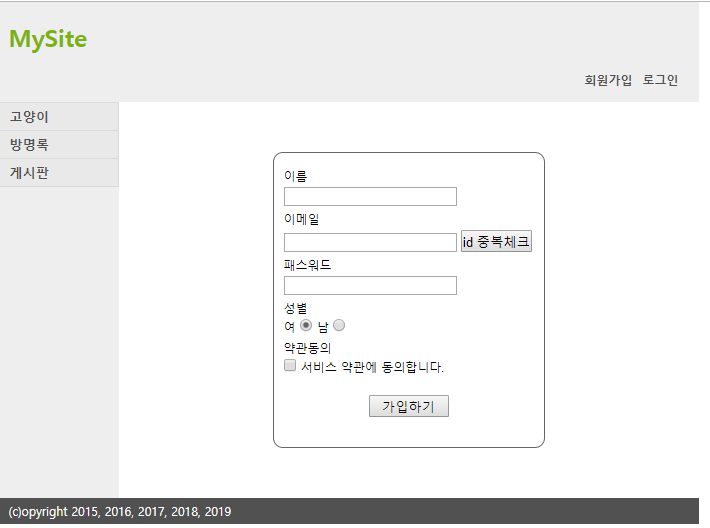 MySite
회원가입 로그인
고양이
방명록
게시판
이름
이메일
id 중복체크
패스워드
성별
여 남
약관동의
서비스 약관에 동의합니다.
가입하기
(c)opyright 2015, 2016, 2017, 2018, 2019